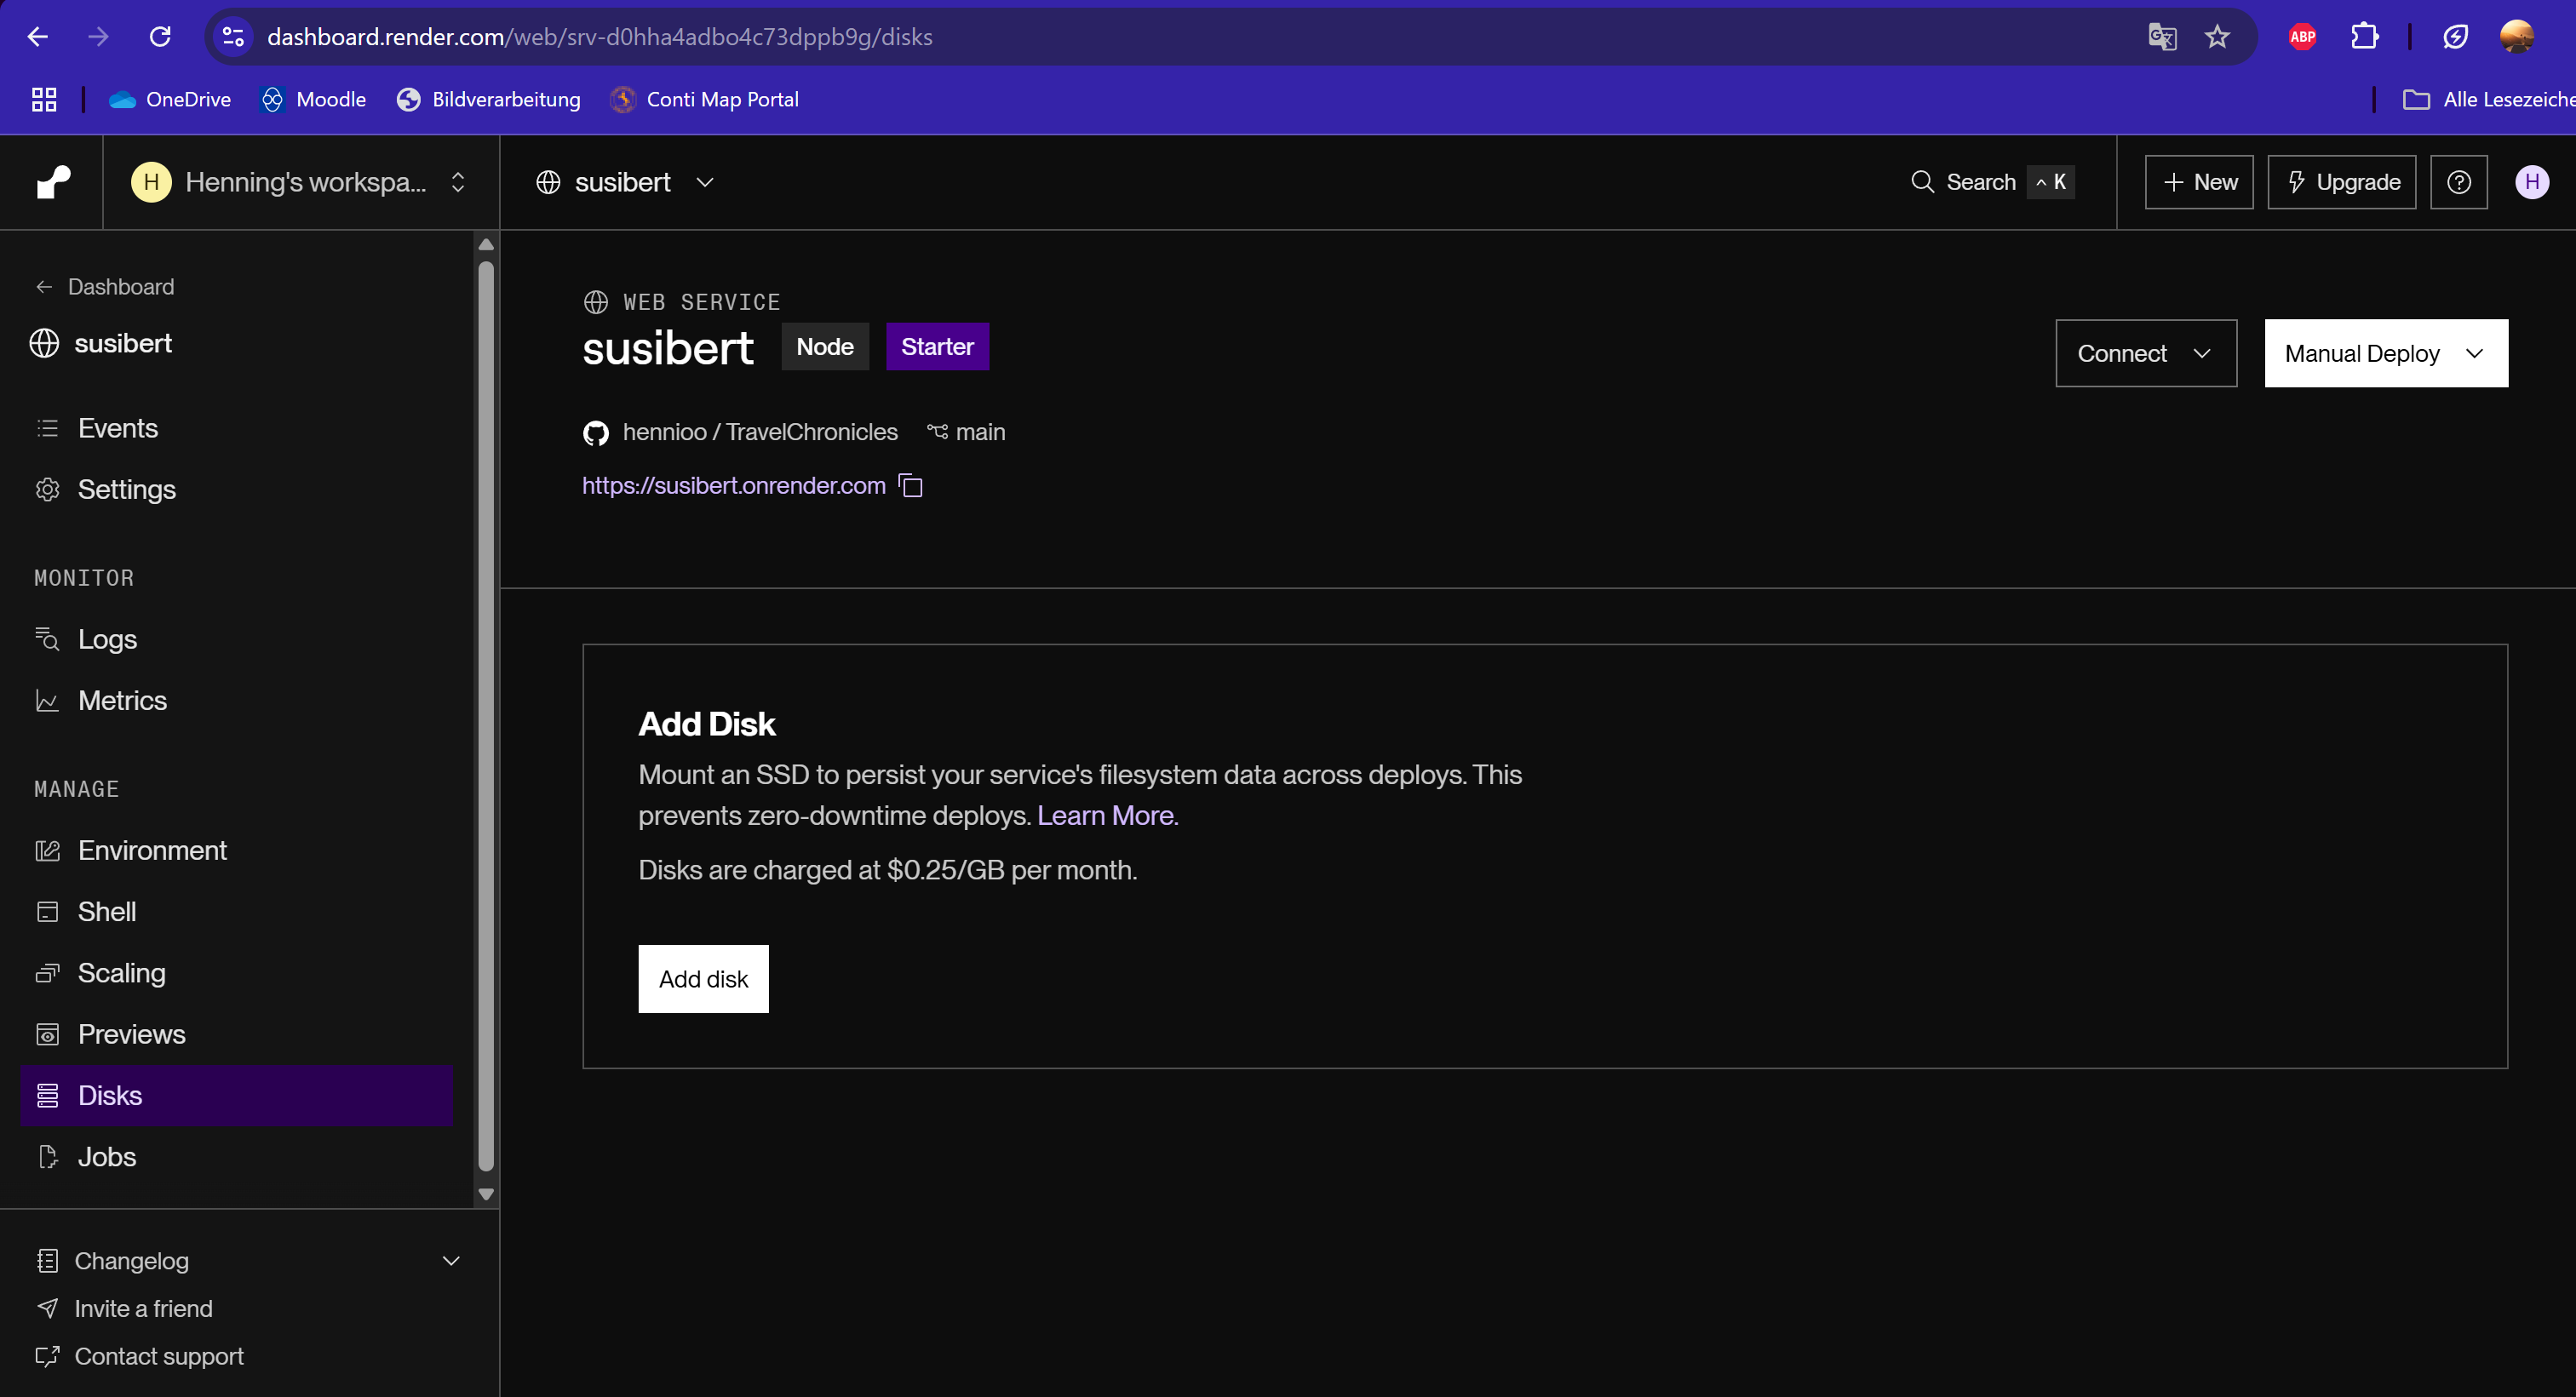 dashboard.render.com/web/srv-d0hha4adbo4c73dppb9g/disks
ABP
OneDrive
Moodle
Bildverarbeitung
Conti Map Portal
Alle Lesezeiche
H Henning's workspa...
susibert
Search ^ K
+ New
Upgrade
H
Dashboard
susibert
Events
Settings
MONITOR
Logs
Metrics
MANAGE
Environment
Shell
Scaling
Previews
Disks
Jobs
Changelog
Invite a friend
Contact support
WEB SERVICE
susibert Node Starter
Connect
Manual Deploy
hennioo / TravelChronicles main
https://susibert.onrender.com
Add Disk
Mount an SSD to persist your service's filesystem data across deploys. This
prevents zero-downtime deploys. Learn More.
Disks are charged at $0.25/GB per month.
Add disk